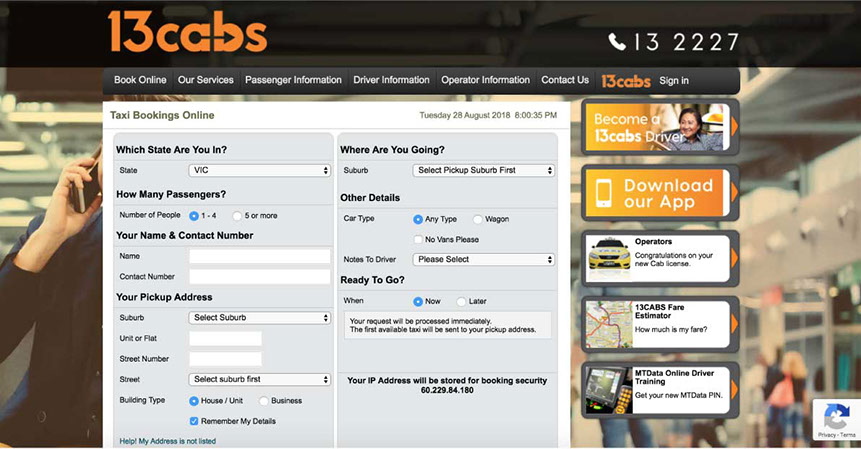 13cabs
13 2227
Book Online Our Services Passenger Information Driver Information Operator Information Contact Us 13cabs Sign in
Taxi Bookings Online
Tuesday 28 August 2018 8:00:35 PM
Which State Are You In?
State VIC
How Many Passengers?
Number of People 1 - 4 5 or more
Your Name & Contact Number
Name
Contact Number
Your Pickup Address
Suburb Select Suburb
Unit or Flat
Street Number
Street Select suburb first
Building Type House / Unit Business
Remember My Details
Help! My Address is not listed
Where Are You Going?
Suburb Select Pickup Suburb First
Other Details
Car Type Any Type Wagon
No Vans Please
Notes To Driver Please Select
Ready To Go?
When Now Later
Your request will be processed immediately.
The first available taxi will be sent to your pickup address.
Your IP Address will be stored for booking security
60.229.84.180
Become a
13cabs Driver
Download
our App
Operators
Congratulations on your
new Cab license.
13CABS Fare
Estimator
How much is my fare?
MTData Online Driver
Training
Get your new MTData PIN.
Privacy - Terms